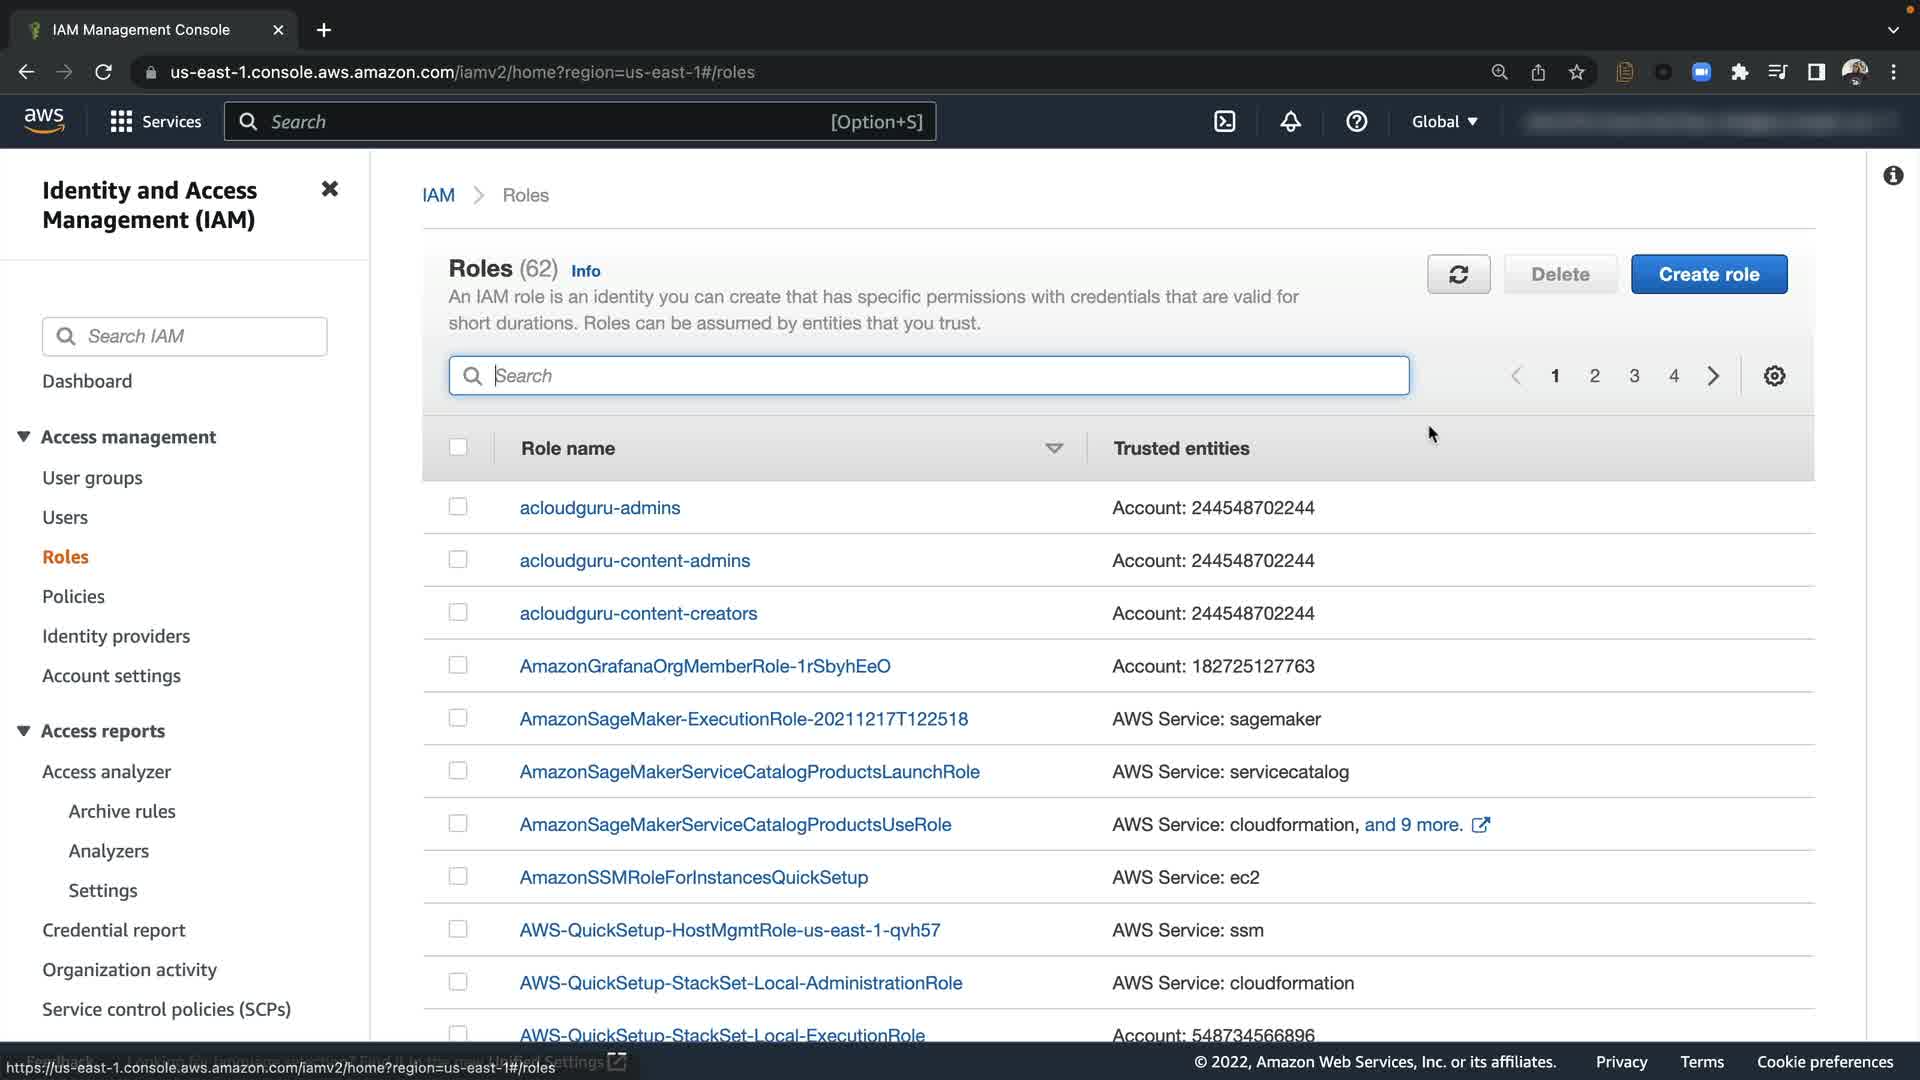 IAM Management Console
us-east-1.console.aws.amazon.com/iamv2/home?region=us-east-1#/roles
aws
Services
Search
[Option+S]
Global
Identity and Access
Management (IAM)
Search IAM
Dashboard
Access management
User groups
Users
Roles
Policies
Identity providers
Account settings
Access reports
Access analyzer
Archive rules
Analyzers
Settings
Credential report
Organization activity
Service control policies (SCPs)
IAM
Roles
Roles (62) Info
An IAM role is an identity you can create that has specific permissions with credentials that are valid for
short durations. Roles can be assumed by entities that you trust.
Delete
Create role
Search
1 2 3 4
Role name
Trusted entities
acloudguru-admins
Account: 244548702244
acloudguru-content-admins
Account: 244548702244
acloudguru-content-creators
Account: 244548702244
AmazonGrafanaOrgMemberRole-1rSbyhEeO
Account: 182725127763
AmazonSageMaker-ExecutionRole-20211217T122518
AWS Service: sagemaker
AmazonSageMakerServiceCatalogProductsLaunchRole
AWS Service: servicecatalog
AmazonSageMakerServiceCatalogProductsUseRole
AWS Service: cloudformation, and 9 more.
AmazonSSMRoleForInstancesQuickSetup
AWS Service: ec2
AWS-QuickSetup-HostMgmtRole-us-east-1-qvh57
AWS Service: ssm
AWS-QuickSetup-StackSet-Local-AdministrationRole
AWS Service: cloudformation
AWS-QuickSetup-StackSet-Local-ExecutionRole
Account: 548734566896
Unified Settings
https://us-east-1.console.aws.amazon.com/iamv2/home?region=us-east-1#/roles
© 2022, Amazon Web Services, Inc. or its affiliates.
Privacy
Terms
Cookie preferences